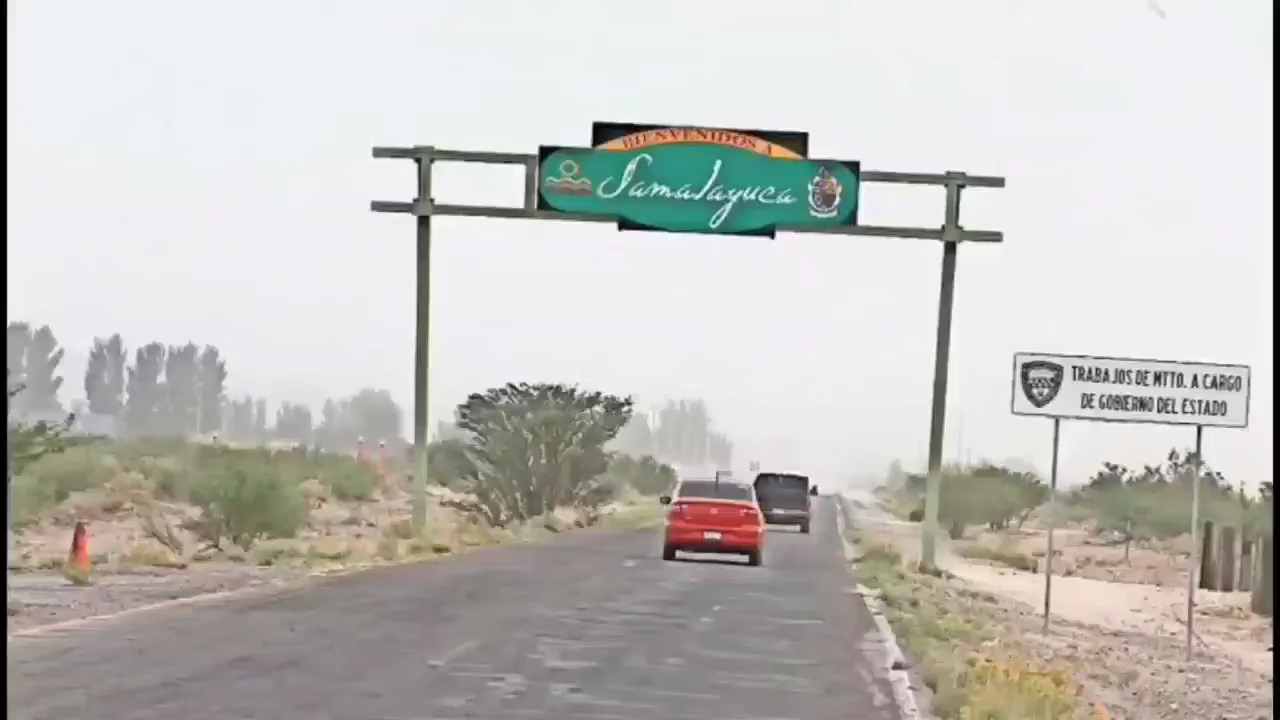 BIENVENIDOS A
Samalayuca
TRABAJOS DE MTTO. A CARGO
DE GOBIERNO DEL ESTADO